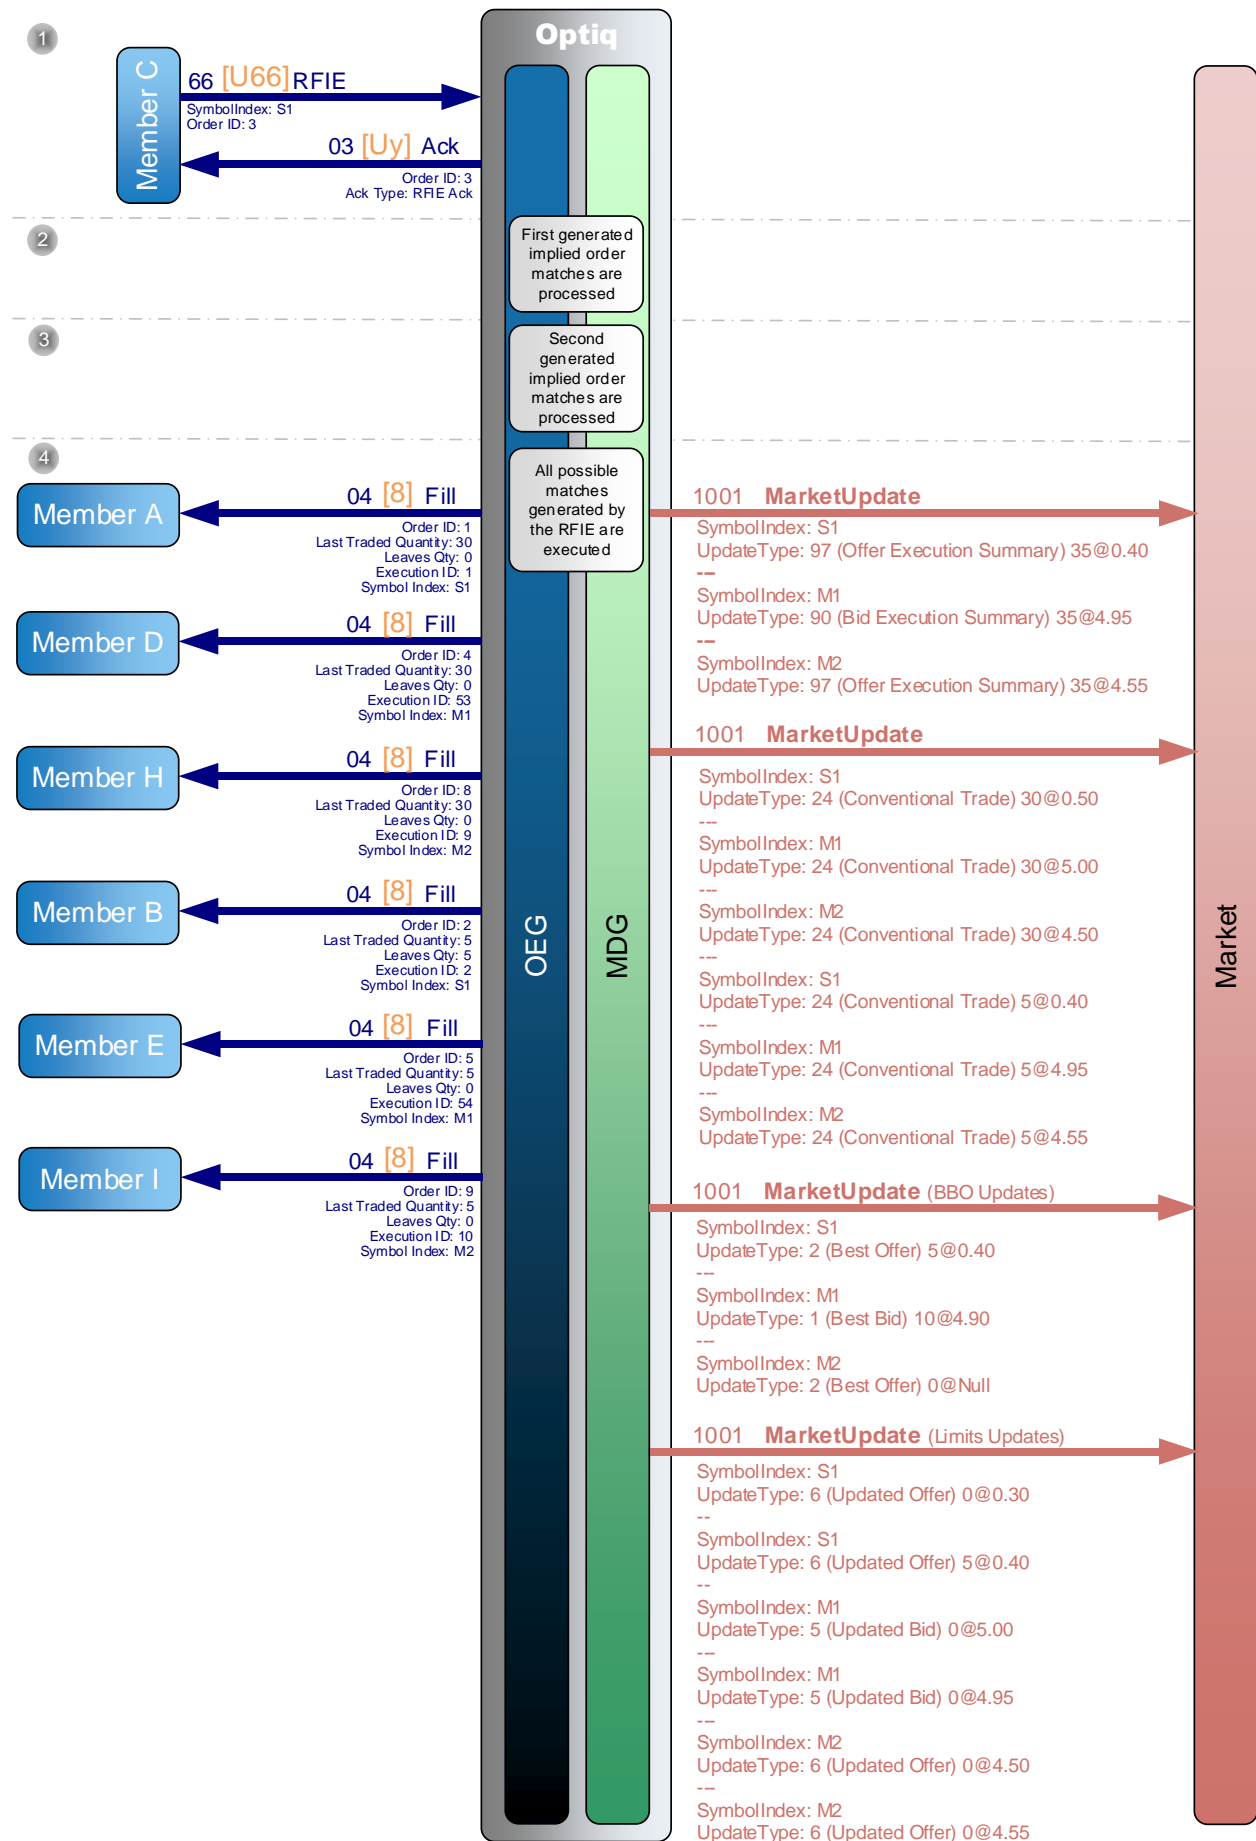 Optiq
1
Member C
66 [U66] RFIE
SymbolIndex: S1
Order ID: 3
03 [Uy] Ack
Order ID: 3
Ack Type: RFIE Ack
2
First generated
implied order
matches are
processed
3
Second
generated
implied order
matches are
processed
4
All possible
matches
generated by
the RFIE are
executed
OEG
MDG
Market
Member A
04 [8] Fill
Order ID: 1
Last Traded Quantity: 30
Leaves Qty: 0
Execution ID: 1
Symbol Index: S1
Member D
04 [8] Fill
Order ID: 4
Last Traded Quantity: 30
Leaves Qty: 0
Execution ID: 53
Symbol Index: M1
Member H
04 [8] Fill
Order ID: 8
Last Traded Quantity: 30
Leaves Qty: 0
Execution ID: 9
Symbol Index: M2
Member B
04 [8] Fill
Order ID: 2
Last Traded Quantity: 5
Leaves Qty: 5
Execution ID: 2
Symbol Index: S1
Member E
04 [8] Fill
Order ID: 5
Last Traded Quantity: 5
Leaves Qty: 0
Execution ID: 54
Symbol Index: M1
Member I
04 [8] Fill
Order ID: 9
Last Traded Quantity: 5
Leaves Qty: 0
Execution ID: 10
Symbol Index: M2
1001 MarketUpdate
SymbolIndex: S1
UpdateType: 97 (Offer Execution Summary) 35@0.40
---
SymbolIndex: M1
UpdateType: 90 (Bid Execution Summary) 35@4.95
---
SymbolIndex: M2
UpdateType: 97 (Offer Execution Summary) 35@4.55
1001 MarketUpdate
SymbolIndex: S1
UpdateType: 24 (Conventional Trade) 30@0.50
---
SymbolIndex: M1
UpdateType: 24 (Conventional Trade) 30@5.00
---
SymbolIndex: M2
UpdateType: 24 (Conventional Trade) 30@4.50
---
SymbolIndex: S1
UpdateType: 24 (Conventional Trade) 5@0.40
---
SymbolIndex: M1
UpdateType: 24 (Conventional Trade) 5@4.95
---
SymbolIndex: M2
UpdateType: 24 (Conventional Trade) 5@4.55
1001 MarketUpdate (BBO Updates)
SymbolIndex: S1
UpdateType: 2 (Best Offer) 5@0.40
---
SymbolIndex: M1
UpdateType: 1 (Best Bid) 10@4.90
---
SymbolIndex: M2
UpdateType: 2 (Best Offer) 0@Null
1001 MarketUpdate (Limits Updates)
SymbolIndex: S1
UpdateType: 6 (Updated Offer) 0@0.30
--
SymbolIndex: S1
UpdateType: 6 (Updated Offer) 5@0.40
--
SymbolIndex: M1
UpdateType: 5 (Updated Bid) 0@5.00
---
SymbolIndex: M1
UpdateType: 5 (Updated Bid) 0@4.95
---
SymbolIndex: M2
UpdateType: 6 (Updated Offer) 0@4.50
---
SymbolIndex: M2
UpdateType: 6 (Updated Offer) 0@4.55